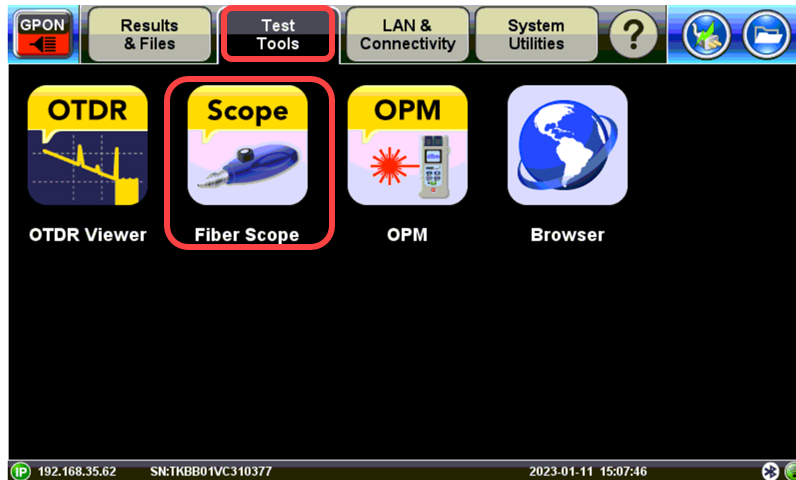 GPON
Results
& Files
Test
Tools
LAN &
Connectivity
System
Utilities
?
OTDR
Scope
OPM
OTDR Viewer
Fiber Scope
OPM
Browser
IP 192.168.35.62 SN:TKBB01VC310377 2023-01-11 15:07:46